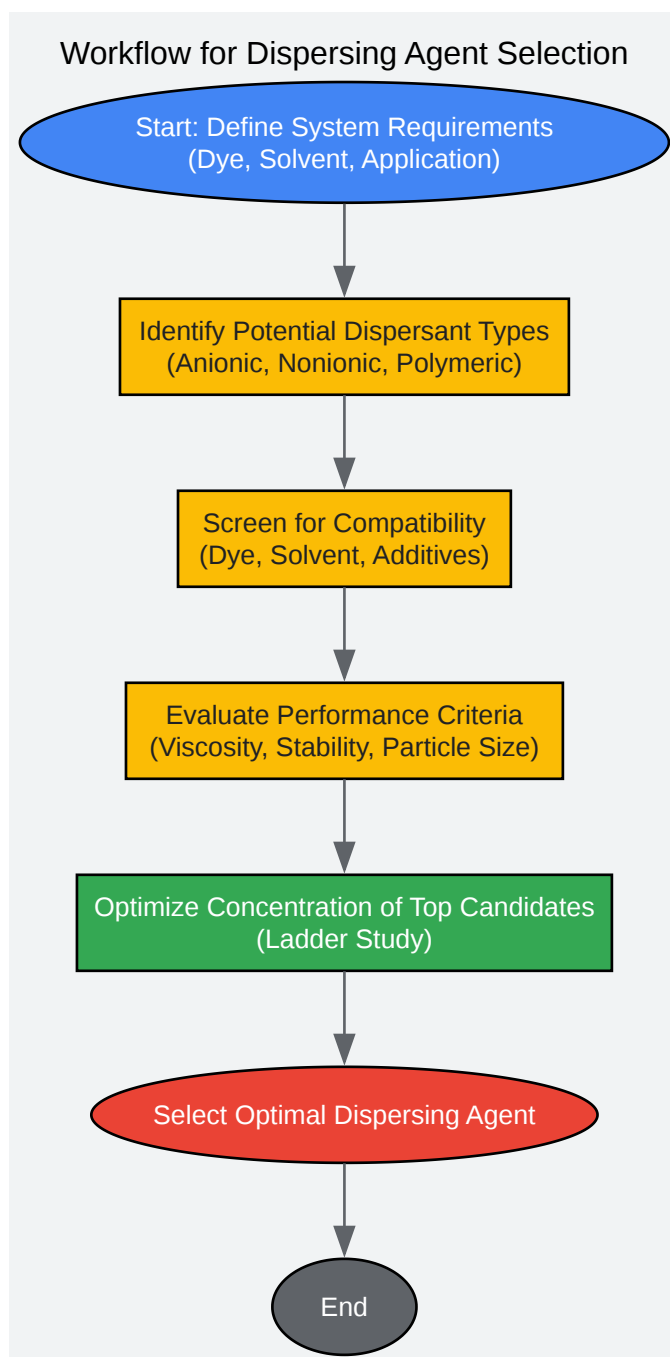 Workflow for Dispersing Agent Selection
Start: Define System Requirements
(Dye, Solvent, Application)
Identify Potential Dispersant Types
(Anionic, Nonionic, Polymeric)
Screen for Compatibility
(Dye, Solvent, Additives)
Evaluate Performance Criteria
(Viscosity, Stability, Particle Size)
Optimize Concentration of Top Candidates
(Ladder Study)
Select Optimal Dispersing Agent
End